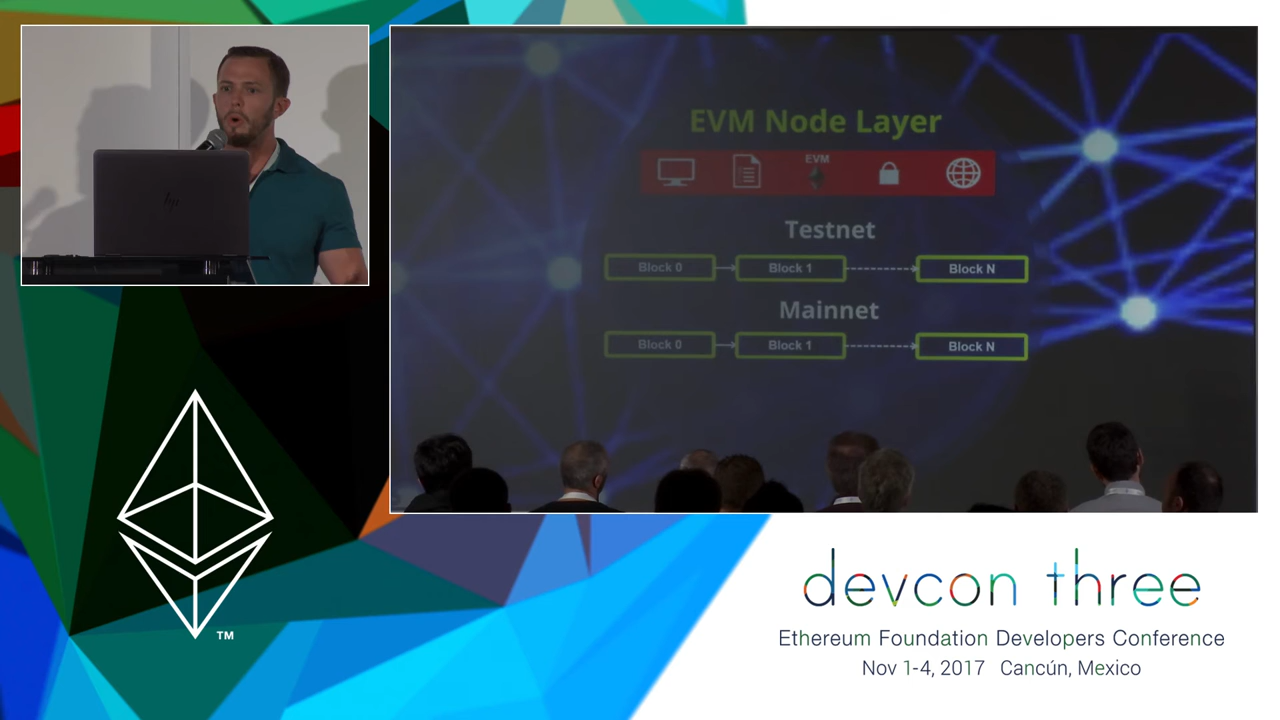 hp
EVM Node Layer
EVM
Testnet
Block 0
Block 1
Block N
Mainnet
Block 0
Block 1
Block N
TM
devcon three
Ethereum Foundation Developers Conference
Nov 1-4, 2017 Cancún, Mexico